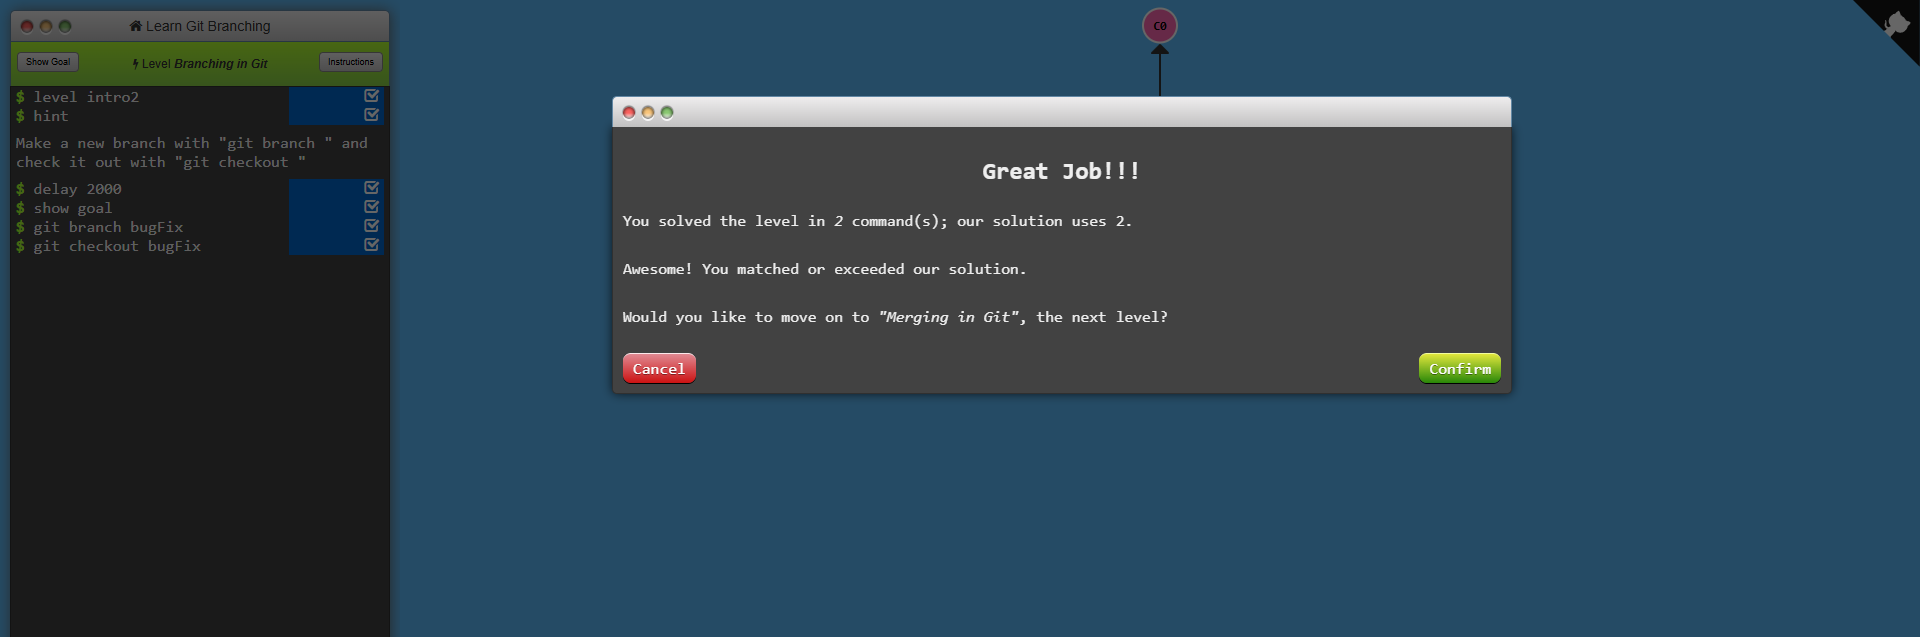 Learn Git Branching
Show Goal
Level Branching in Git
Instructions
$ level intro2
$ hint
Make a new branch with "git branch " and
check it out with "git checkout "
$ delay 2000
$ show goal
$ git branch bugFix
$ git checkout bugFix
C0
Great Job!!!
You solved the level in 2 command(s); our solution uses 2.
Awesome! You matched or exceeded our solution.
Would you like to move on to "Merging in Git", the next level?
Cancel
Confirm